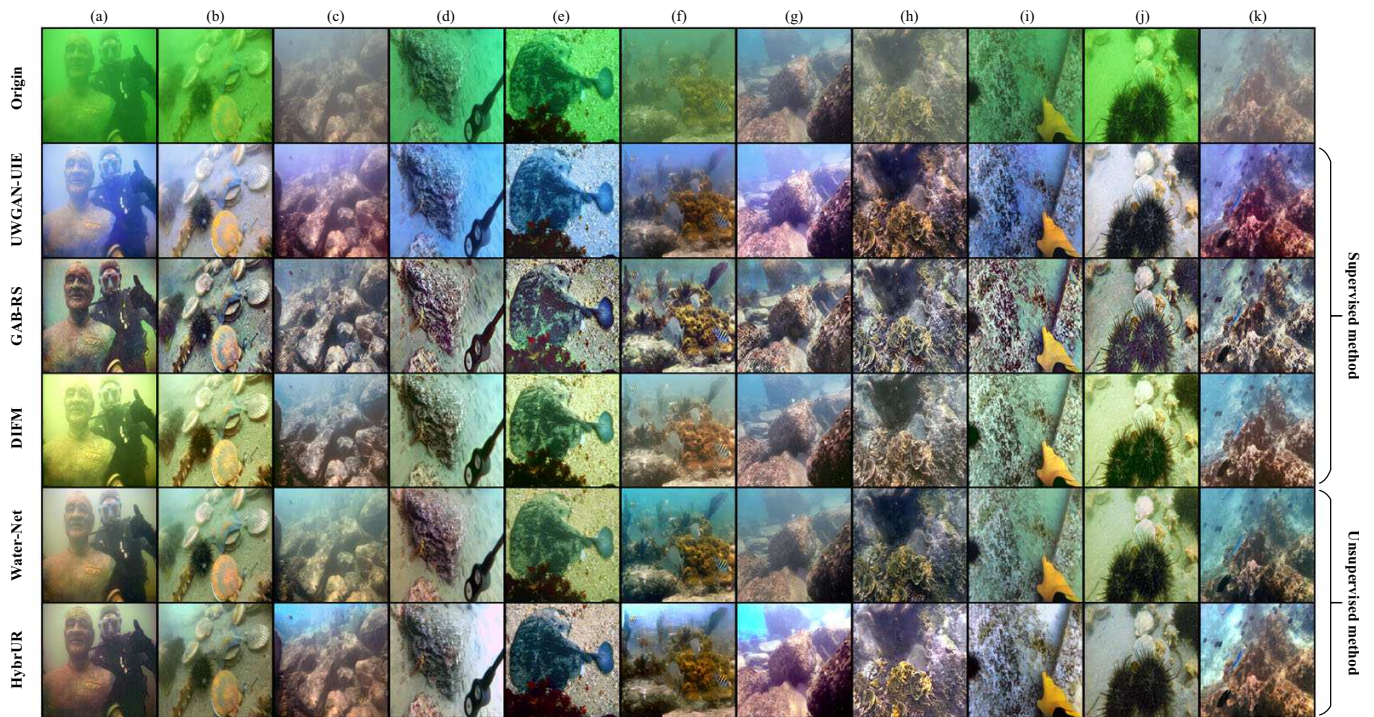 (a) (b) (c) (d) (e) (f) (g) (h) (i) (j) (k)
Origin
UWGAN-UIE
GAB-RS
DIFM
Water-Net
HybrUR
Supervised method
Unsupervised method